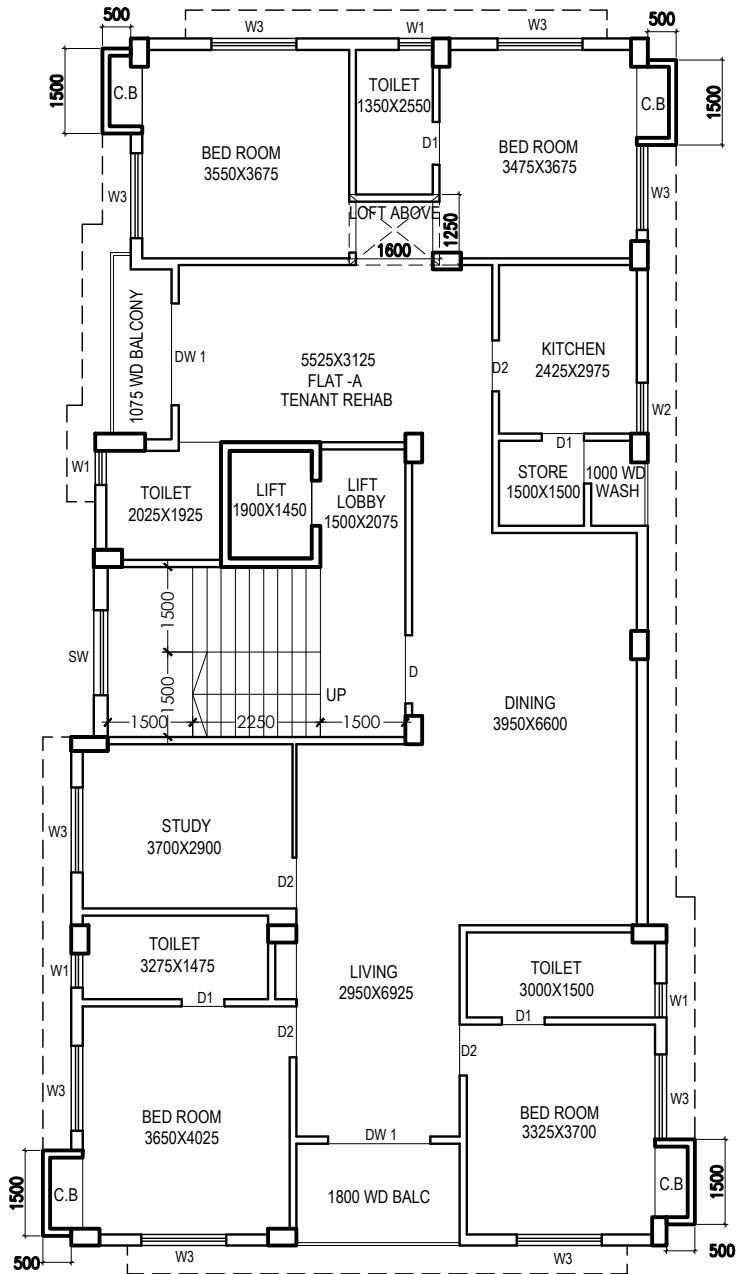 500
W3
W1
W3
500
1500
C.B
TOILET
1350X2550
C.B
1500
BED ROOM
3550X3675
D1
BED ROOM
3475X3675
W3
W3
LOFT ABOVE
1250
1600
1075 WD BALCONY
DW 1
5525X3125
FLAT -A
TENANT REHAB
D2
KITCHEN
2425X2975
W2
D1
W1
TOILET
2025X1925
LIFT
1900X1450
LIFT
LOBBY
1500X2075
STORE
1500X1500
1000 WD
WASH
1500
SW
1500
UP
D
1500
2250
1500
DINING
3950X6600
STUDY
3700X2900
W3
D2
TOILET
3275X1475
W1
D1
LIVING
2950X6925
TOILET
3000X1500
W1
D1
D2
D2
W3
BED ROOM
3650X4025
BED ROOM
3325X3700
W3
DW 1
1500
C.B
1800 WD BALC
C.B
1500
500
W3
W3
500